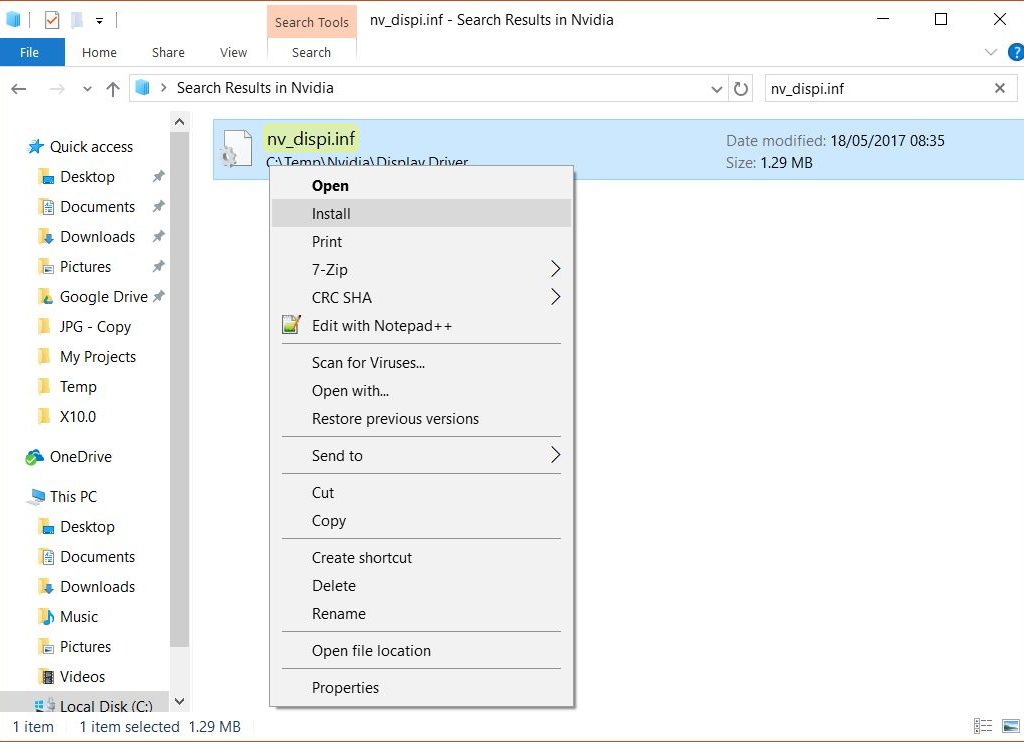 Search Tools
nv_dispi.inf - Search Results in Nvidia
File
Home
Share
View
Search
?
Search Results in Nvidia
nv_dispi.inf
Quick access
Desktop
Documents
Downloads
Pictures
Google Drive
JPG - Copy
My Projects
Temp
X10.0
OneDrive
This PC
Desktop
Documents
Downloads
Music
Pictures
Videos
Local Disk (C:)
nv_dispi.inf
C:\Temp\Nvidia\Display.Driver
Date modified: 18/05/2017 08:35
Size: 1.29 MB
Open
Install
Print
7-Zip
CRC SHA
Edit with Notepad++
Scan for Viruses...
Open with...
Restore previous versions
Send to
Cut
Copy
Create shortcut
Delete
Rename
Open file location
Properties
1 item
1 item selected 1.29 MB